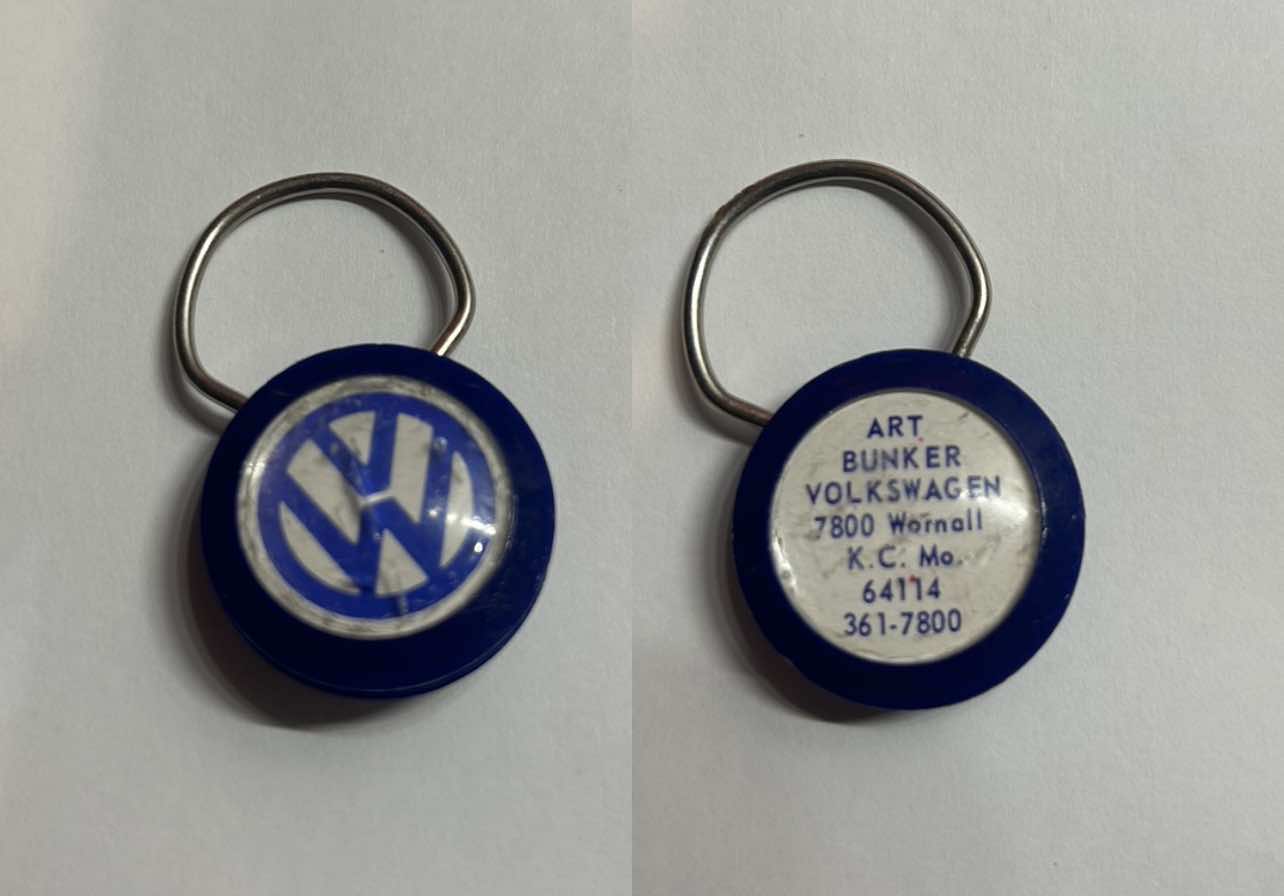 VW
ART
BUNKER
VOLKSWAGEN
7800 Wornall
K.C. Mo.
64114
361-7800